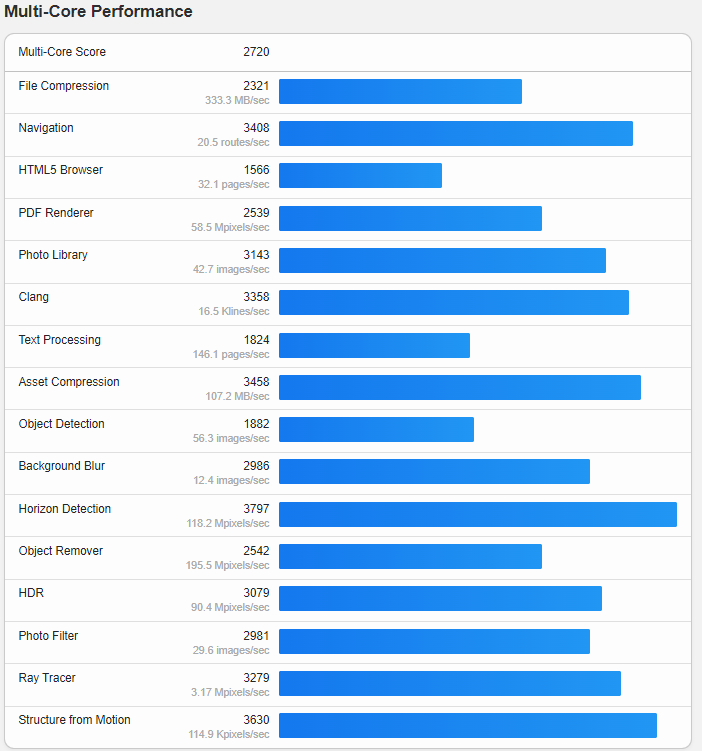 Multi-Core Performance
Multi-Core Score 2720
File Compression 2321
333.3 MB/sec
Navigation 3408
20.5 routes/sec
HTML5 Browser 1566
32.1 pages/sec
PDF Renderer 2539
58.5 Mpixels/sec
Photo Library 3143
42.7 images/sec
Clang 3358
16.5 Klines/sec
Text Processing 1824
146.1 pages/sec
Asset Compression 3458
107.2 MB/sec
Object Detection 1882
56.3 images/sec
Background Blur 2986
12.4 images/sec
Horizon Detection 3797
118.2 Mpixels/sec
Object Remover 2542
195.5 Mpixels/sec
HDR 3079
90.4 Mpixels/sec
Photo Filter 2981
29.6 images/sec
Ray Tracer 3279
3.17 Mpixels/sec
Structure from Motion 3630
114.9 Kpixels/sec